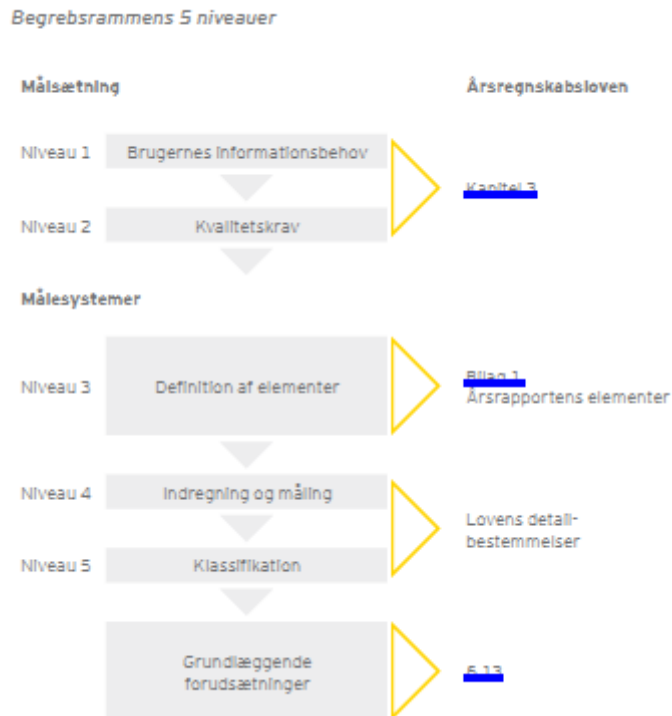 Begrebsrammens 5 niveauer
Målsætning
Årsregnskabsloven
Niveau 1
Brugernes informationsbehov
Kapitel 3
Niveau 2
Kvalitetskrav
Målesystemer
Niveau 3
Definition af elementer
Bilag 1
Årsrapportens elementer
Niveau 4
Indregning og måling
Lovens detail-
bestemmelser
Niveau 5
Klassifikation
Grundlæggende
forudsætninger